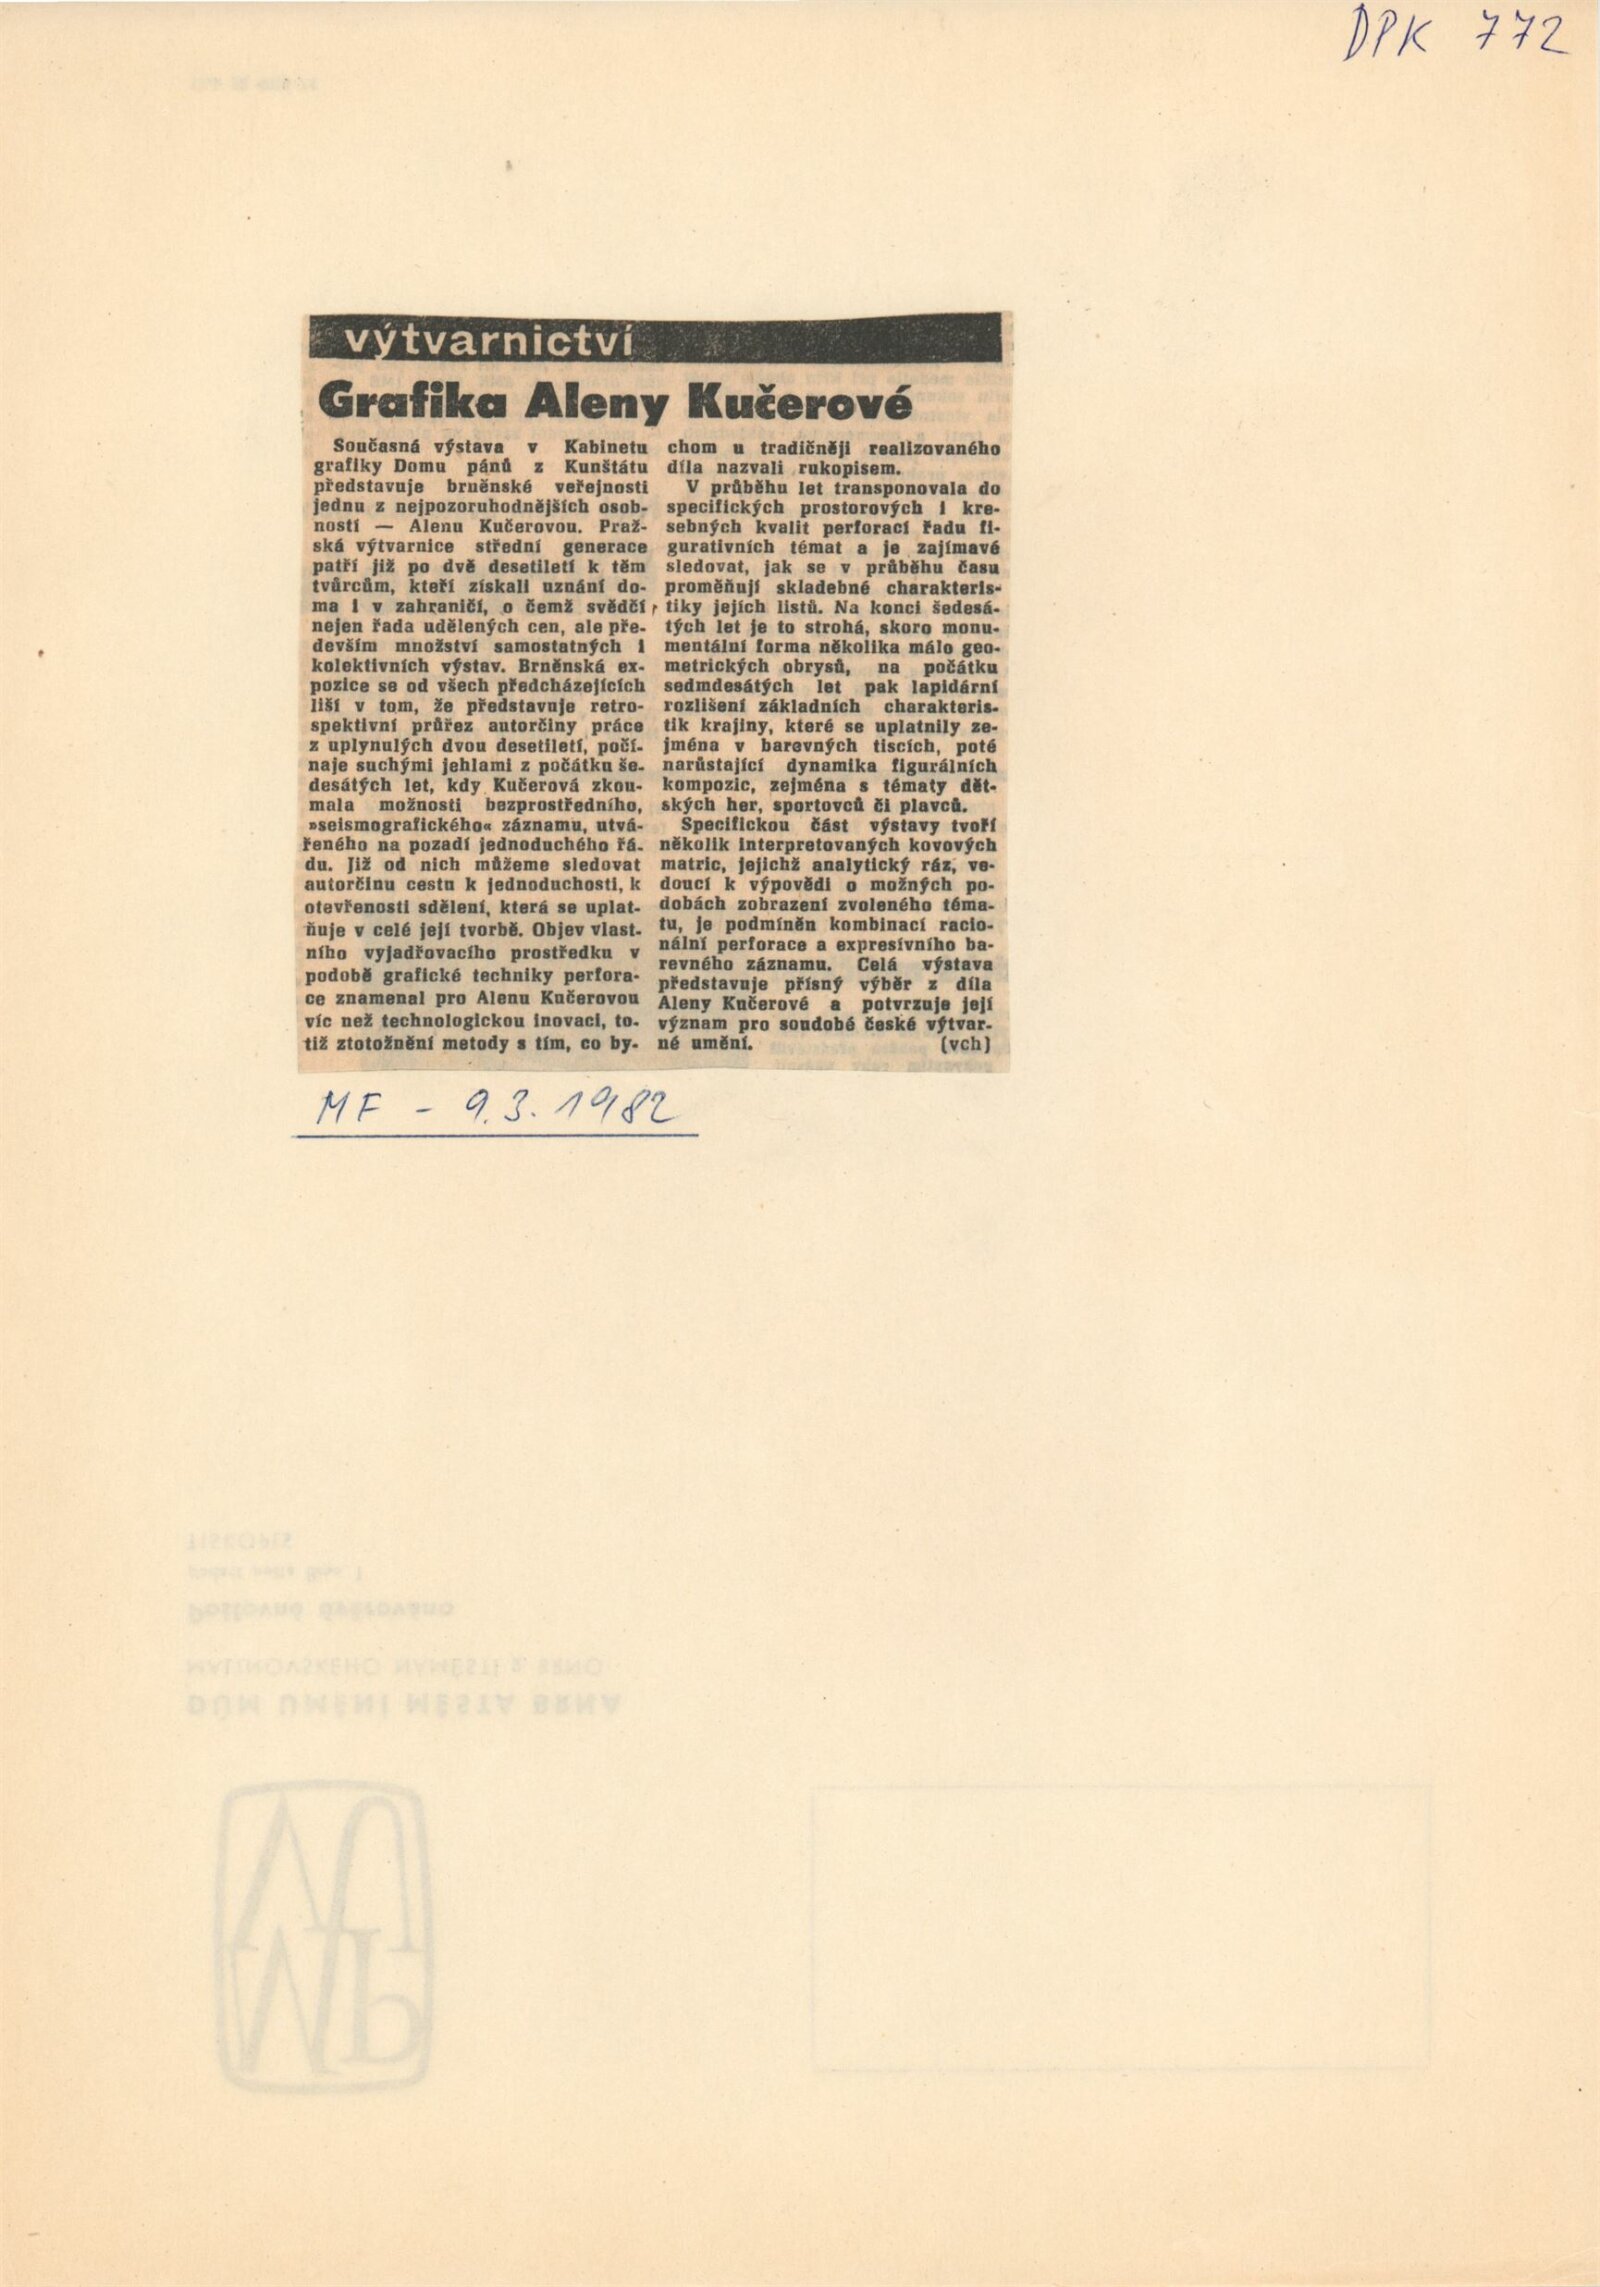 DPK 772
výtvarnictví
Grafika Aleny Kučerové
Současná výstava v Kabinetu
grafiky Domu pánů z Kunštátu
představuje brněnské veřejnosti
jednu z nejpozoruhodnějších osob-
ností — Alenu Kučerovou. Praž-
ská výtvarnice střední generace
patří již po dvě desetiletí k těm
tvůrcům, kteří získali uznání do-
ma i v zahraničí, o čemž svědčí
nejen řada udělených cen, ale pře-
devším množství samostatných i
kolektivních výstav. Brněnská ex-
pozice se od všech předcházejících
liší v tom, že představuje retro-
spektivní průřez autorčiny práce
z uplynulých dvou desetiletí, počí-
naje suchými jehlami z počátku še-
desátých let, kdy Kučerová zkou-
mala možnosti bezprostředního,
»seismografického« záznamu, utvá-
řeného na pozadí jednoduchého řá-
du. Již od nich můžeme sledovat
autorčinu cestu k jednoduchosti, k
otevřenosti sdělení, která se uplat-
ňuje v celé její tvorbě. Objev vlast-
ního vyjadřovacího prostředku v
podobě grafické techniky perfora-
ce znamenal pro Alenu Kučerovou
víc než technologickou inovaci, to-
tiž ztotožnění metody s tím, co by-
chom u tradičněji realizovaného
díla nazvali rukopisem.
V průběhu let transponovala do
specifických prostorových i kre-
sebných kvalit perforací řadu fi-
gurativních témat a je zajímavé
sledovat, jak se v průběhu času
proměňují skladebné charakteris-
tiky jejích listů. Na konci šedesá-
tých let je to strohá, skoro monu-
mentální forma několika málo geo-
metrických obrysů, na počátku
sedmdesátých let pak lapidární
rozlišení základních charakteris-
tik krajiny, které se uplatnily ze-
jména v barevných tiscích, poté
narůstající dynamika figurálních
kompozic, zejména s tématy dět-
ských her, sportovců či plavců.
Specifickou část výstavy tvoří
několik interpretovaných kovových
matric, jejichž analytický ráz, ve-
doucí k výpovědi o možných po-
dobách zobrazení zvoleného téma-
tu, je podmíněn kombinací racio-
nální perforace a expresívního ba-
revného záznamu. Celá výstava
představuje přísný výběr z díla
Aleny Kučerové a potvrzuje její
význam pro soudobé české výtvar-
né umění. (vch)
MF - 9.3.1982
TISKOPIS
Poštovné úvěrováno
MALINOVSKÉHO NÁMĚSTÍ 2, BRNO
DŮM UMĚNÍ MĚSTA BRNA